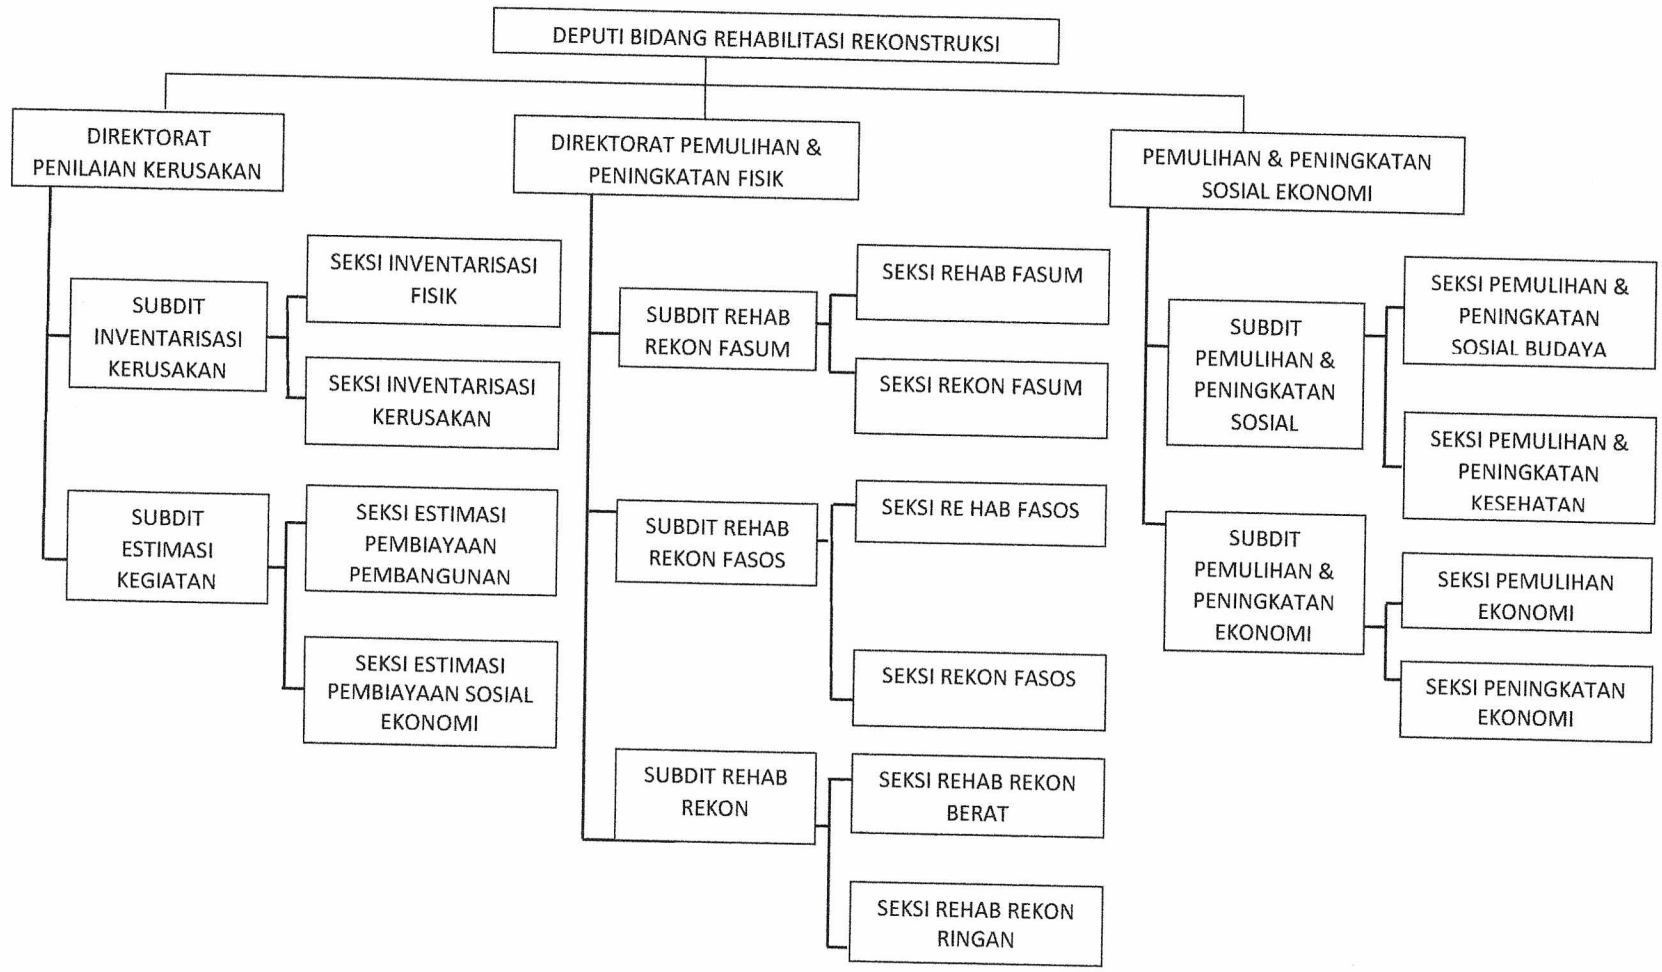 DEPUTI BIDANG REHABILITASI REKONSTRUKSI
DIREKTORAT
PENILAIAN KERUSAKAN
SUBDIT
INVENTARISASI
KERUSAKAN
SEKSI INVENTARISASI
FISIK
SEKSI INVENTARISASI
KERUSAKAN
SUBDIT
ESTIMASI
KEGIATAN
SEKSI ESTIMASI
PEMBIAYAAN
PEMBANGUNAN
SEKSI ESTIMASI
PEMBIAYAAN SOSIAL
EKONOMI
DIREKTORAT PEMULIHAN &
PENINGKATAN FISIK
SUBDIT REHAB
REKON FASUM
SEKSI REHAB FASUM
SEKSI REKON FASUM
SUBDIT REHAB
REKON FASOS
SEKSI RE HAB FASOS
SEKSI REKON FASOS
SUBDIT REHAB
REKON
SEKSI REHAB REKON
BERAT
SEKSI REHAB REKON
RINGAN
PEMULIHAN & PENINGKATAN
SOSIAL EKONOMI
SUBDIT
PEMULIHAN &
PENINGKATAN
SOSIAL
SEKSI PEMULIHAN &
PENINGKATAN
SOSIAL BUDAYA
SEKSI PEMULIHAN &
PENINGKATAN
KESEHATAN
SUBDIT
PEMULIHAN &
PENINGKATAN
EKONOMI
SEKSI PEMULIHAN
EKONOMI
SEKSI PENINGKATAN
EKONOMI